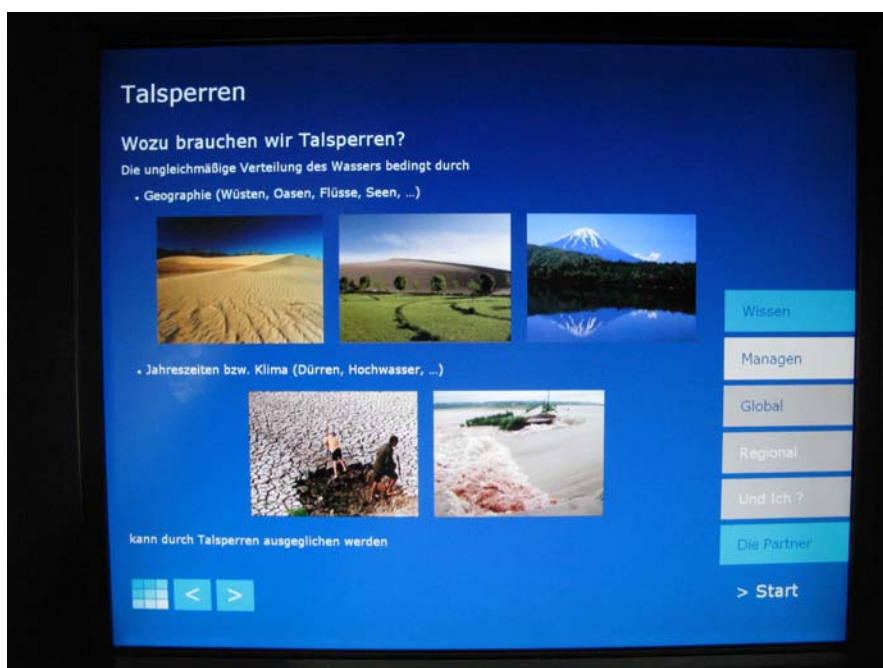 Talsperren
Wozu brauchen wir Talsperren?
Die ungleichmäßige Verteilung des Wassers bedingt durch
• Geographie (Wüsten, Oasen, Flüsse, Seen, ...)
• Jahreszeiten bzw. Klima (Dürren, Hochwasser, ...)
kann durch Talsperren ausgeglichen werden
< >
Wissen
Managen
Global
Regional
Und Ich ?
Die Partner
> Start